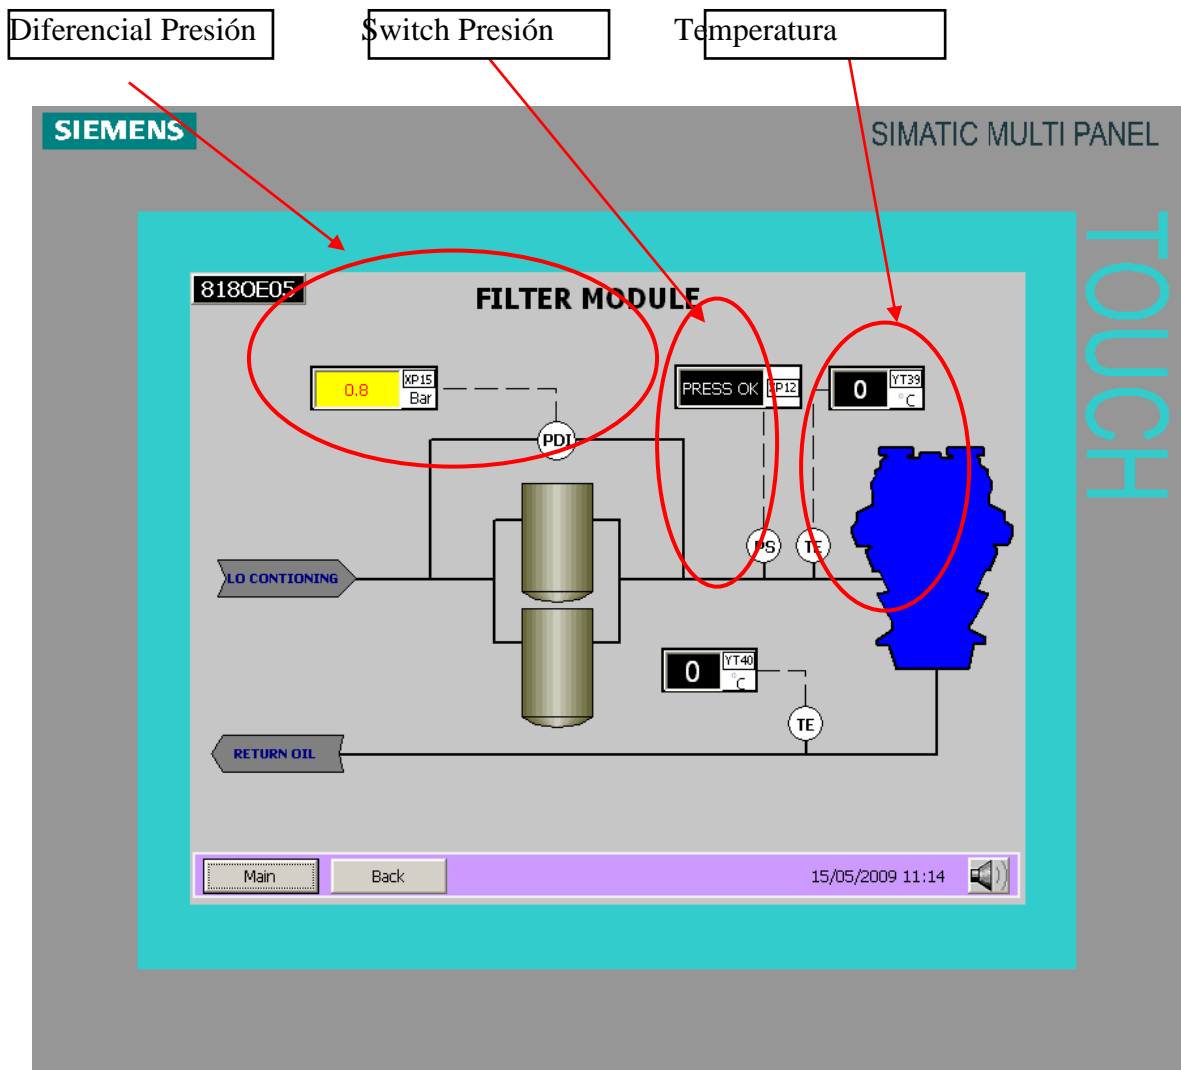 Diferencial Presión
Switch Presión
Temperatura
SIEMENS
SIMATIC MULTI PANEL
TOUCH
818OE05
FILTER MODULE
0.8
XP15
Bar
PRESS OK
XP12
0
YT39
°C
PDI
PS
TE
LO CONTIONING
0
YT40
°C
TE
RETURN OIL
Main
Back
15/05/2009 11:14